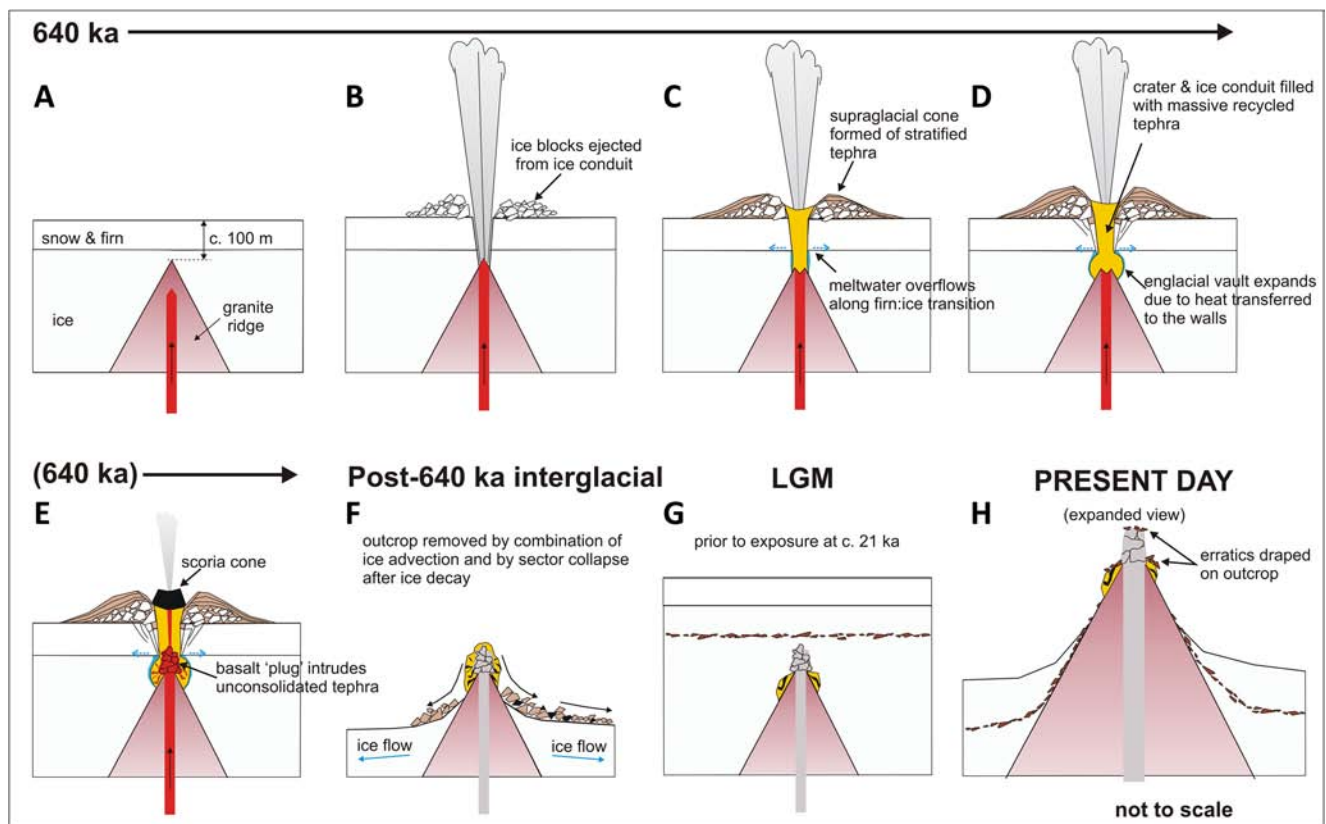 640 ka
A
snow & firn
c. 100 m
ice
granite
ridge
B
ice blocks ejected
from ice conduit
C
supraglacial cone
formed of stratified
tephra
meltwater overflows
along firn:ice transition
D
crater & ice conduit filled
with massive recycled
tephra
englacial vault expands
due to heat transferred
to the walls
(640 ka)
E
scoria cone
basalt ‘plug’ intrudes
unconsolidated tephra
Post-640 ka interglacial
F
outcrop removed by combination of
ice advection and by sector collapse
after ice decay
ice flow
ice flow
LGM
G
prior to exposure at c. 21 ka
PRESENT DAY
H
(expanded view)
erratics draped
on outcrop
not to scale